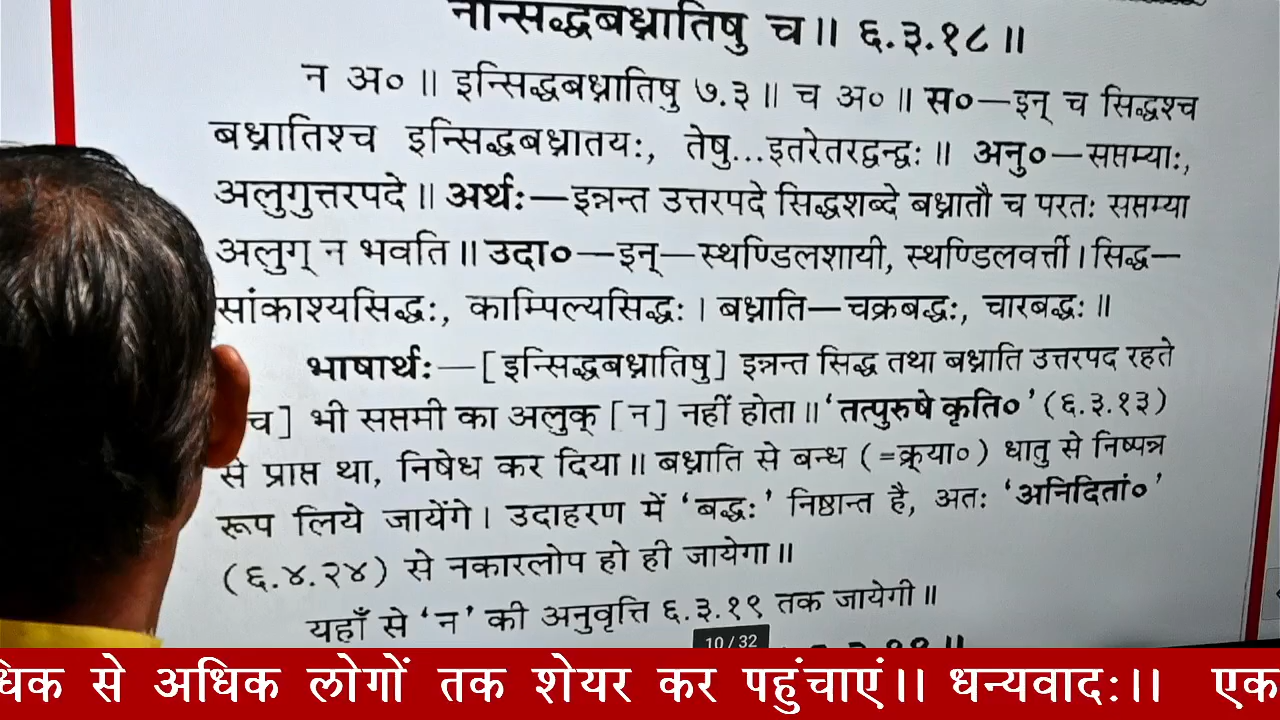 नेन्सिद्धबध्नातिषु च॥ ६.३.१८॥
न अ०॥ इन्सिद्धबध्नातिषु ७.३॥ च अ०॥ स०—इन् च सिद्धश्च
बध्नातिश्च इन्सिद्धबध्नातयः, तेषु...इतरेतरद्वन्द्वः॥ अनु०—सप्तम्याः,
अलुगुत्तरपदे॥ अर्थः—इन्नन्त उत्तरपदे सिद्धशब्दे बध्नातौ च परतः सप्तम्या
अलुग् न भवति॥ उदा०—इन्—स्थण्डिलशायी, स्थण्डिलवर्त्ती। सिद्ध—
सांकाश्यसिद्धः, काम्पिल्यसिद्धः। बध्नाति—चक्रबद्धः, चारबद्धः॥
भाषार्थः—[इन्सिद्धबध्नातिषु] इन्नन्त सिद्ध तथा बध्नाति उत्तरपद रहते
च] भी सप्तमी का अलुक् [न] नहीं होता॥ 'तत्पुरुषे कृति०' (६.३.१३)
से प्राप्त था, निषेध कर दिया॥ बध्नाति से बन्ध (=क्र्या०) धातु से निष्पन्न
रूप लिये जायेंगे। उदाहरण में 'बद्धः' निष्ठान्त है, अतः 'अनिदितां०'
(६.४.२४) से नकारलोप हो ही जायेगा॥
यहाँ से 'न' की अनुवृत्ति ६.३.१९ तक जायेगी॥
10 / 32
धिक से अधिक लोगों तक शेयर कर पहुंचाएं।। धन्यवादः।। एक